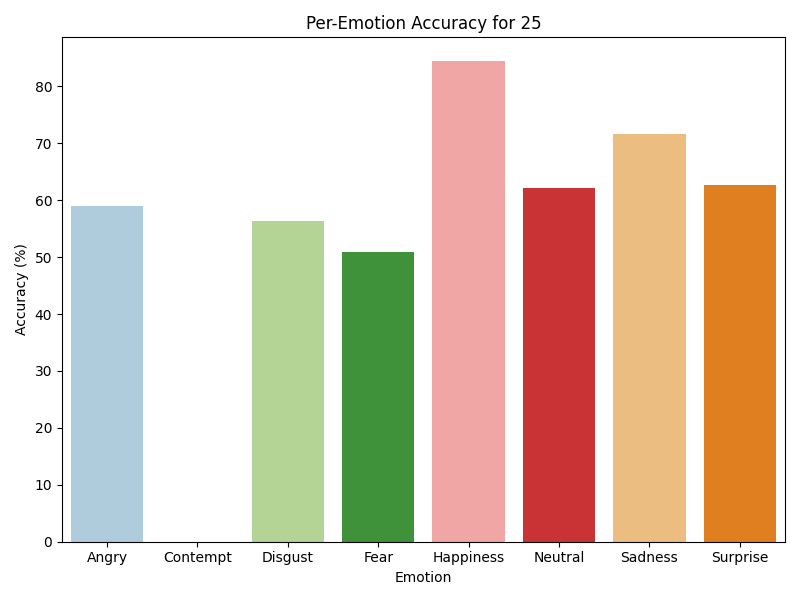 Per-Emotion Accuracy for 25
Accuracy (%)
80
70
60
50
40
30
20
10
0
Angry Contempt Disgust Fear Happiness Neutral Sadness Surprise
Emotion